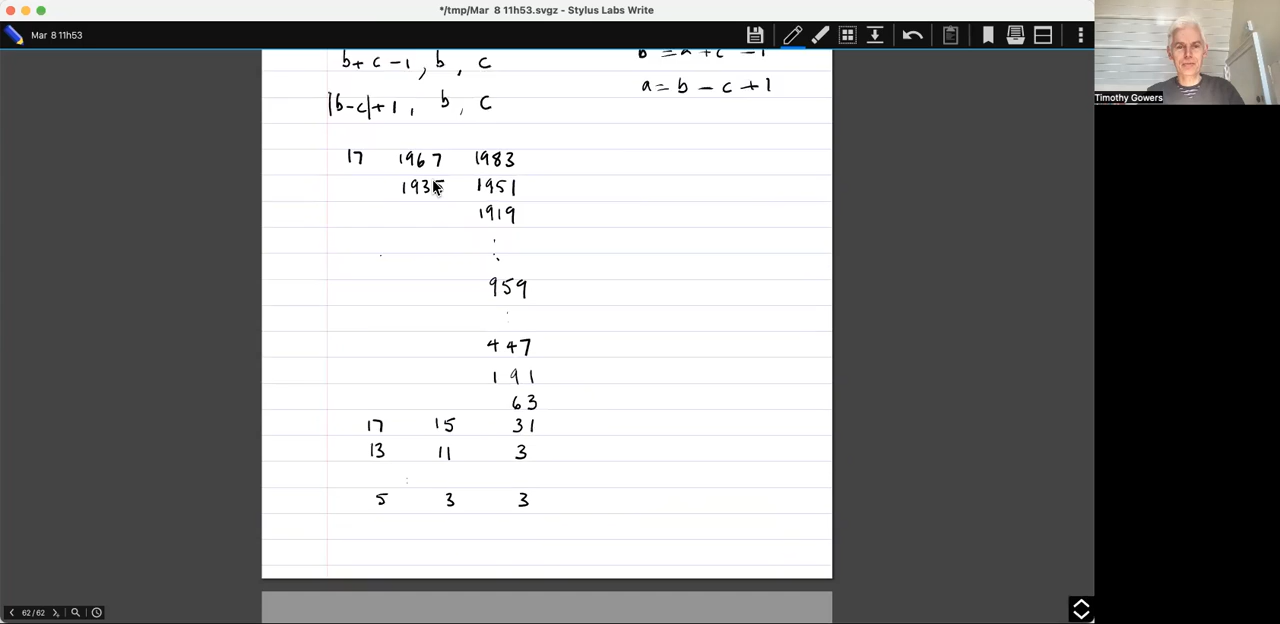 */tmp/Mar 8 11h53.svgz - Stylus Labs Write
Mar 8 11h53
Timothy Gowers
b+c-1, b, c
b = a+c-1
|b-c|+1, b, c
a = b-c+1
17 1967 1983
1935 1951
1919
959
447
191
63
17 15 31
13 11 3
5 3 3
62/62